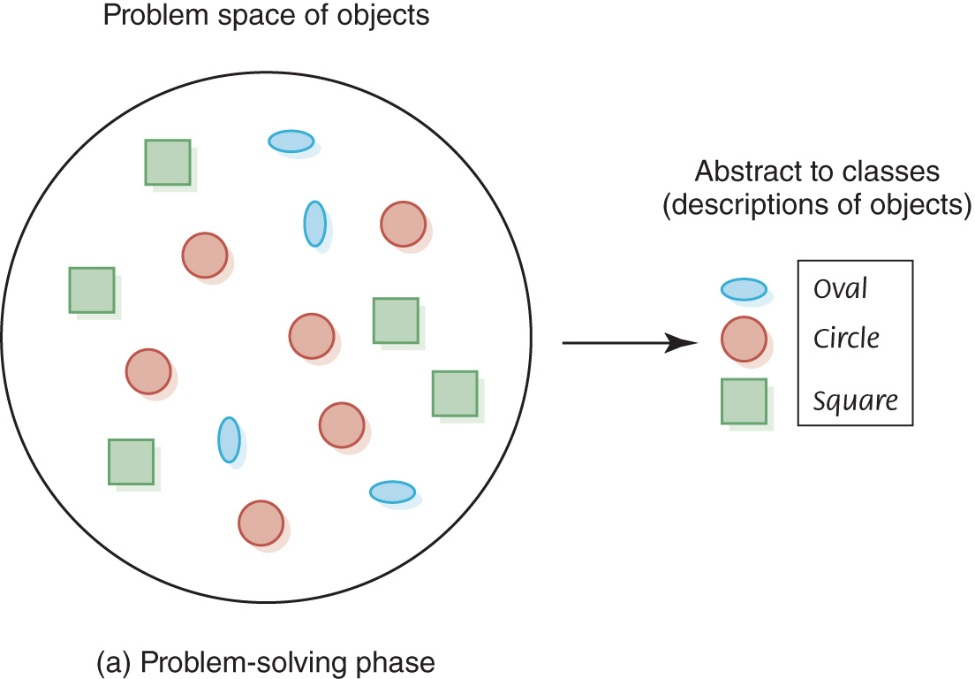 Problem space of objects
Abstract to classes
(descriptions of objects)
Oval
Circle
Square
(a) Problem-solving phase